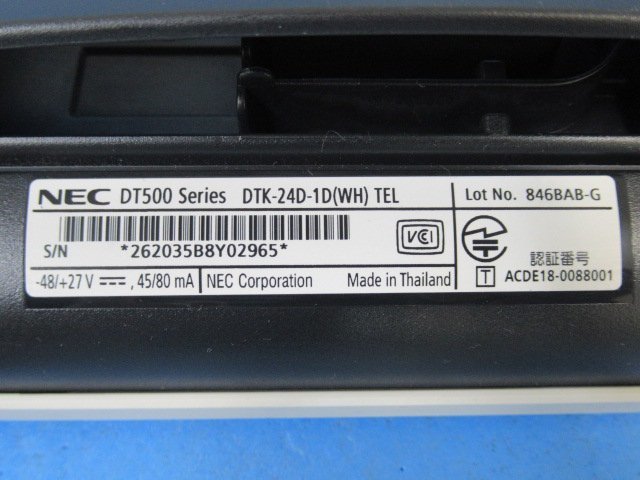 NEC DT500 Series DTK-24D-1D(WH) TEL Lot No. 846BAB-G
S/N *262035B8Y02965*
VCI
認証番号
T ACDE18-0088001
-48/+27 V ⎓, 45/80 mA NEC Corporation Made in Thailand